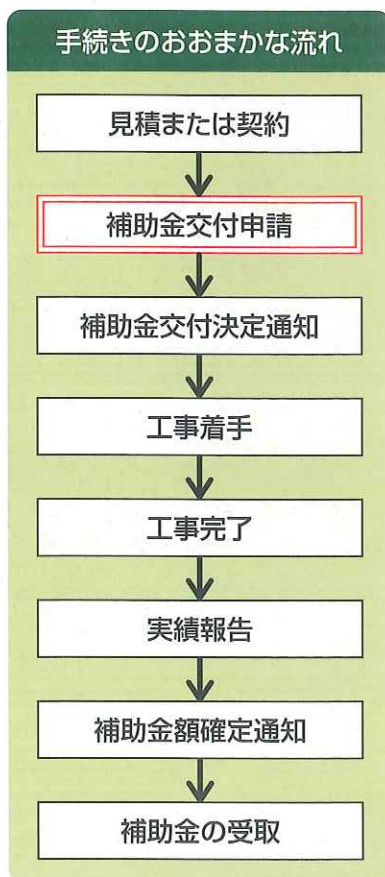 手続きのおおまかな流れ
見積または契約
補助金交付申請
補助金交付決定通知
工事着手
工事完了
実績報告
補助金額確定通知
補助金の受取